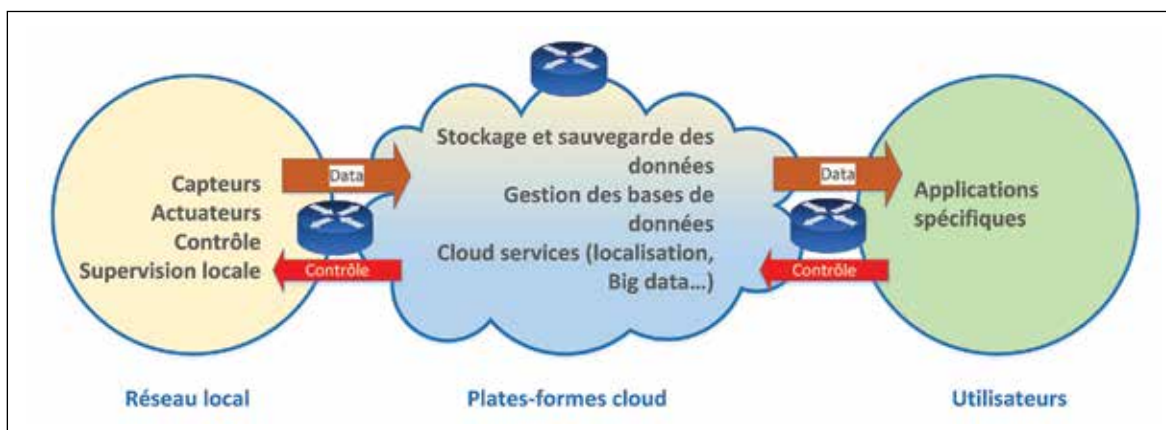 Capteurs
Actuateurs
Contrôle
Supervision locale
Data
Contrôle
Stockage et sauvegarde des
données
Gestion des bases de
données
Cloud services (localisation,
Big data...)
Data
Contrôle
Applications
spécifiques
Réseau local
Plates-formes cloud
Utilisateurs